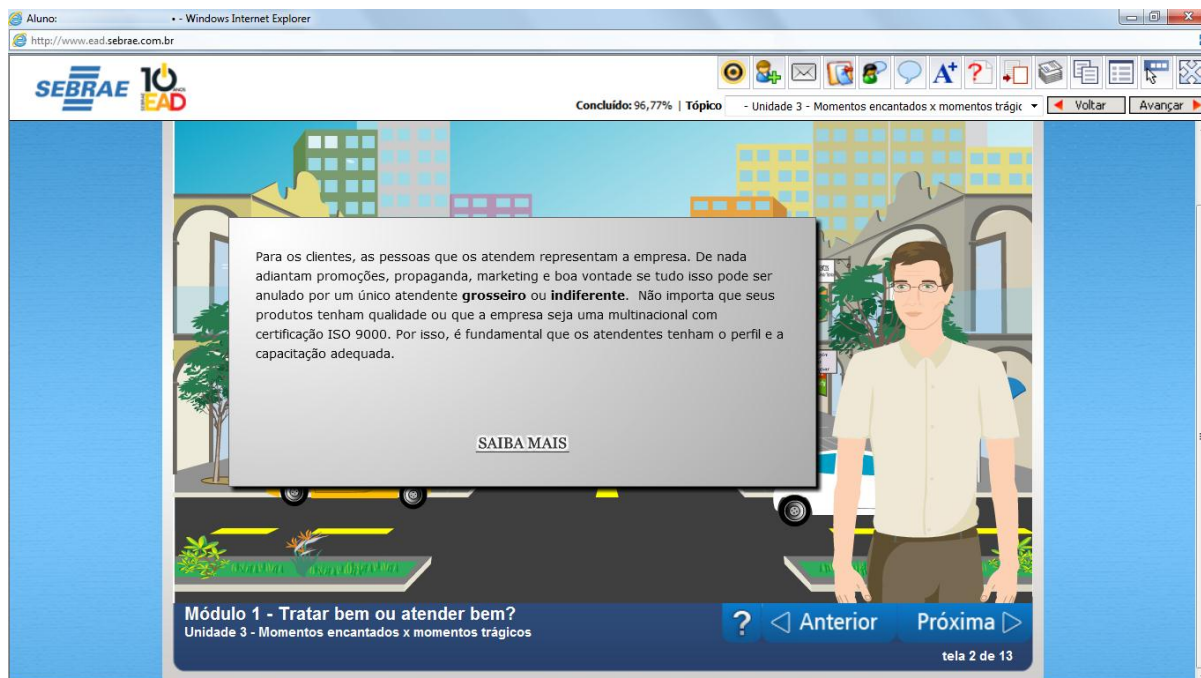 Aluno: • - Windows Internet Explorer
http://www.ead.sebrae.com.br
SEBRAE 10 ANOS EAD
Concluído: 96,77% | Tópico - Unidade 3 - Momentos encantados x momentos trágic Voltar Avançar
Para os clientes, as pessoas que os atendem representam a empresa. De nada
adiantam promoções, propaganda, marketing e boa vontade se tudo isso pode ser
anulado por um único atendente grosseiro ou indiferente. Não importa que seus
produtos tenham qualidade ou que a empresa seja uma multinacional com
certificação ISO 9000. Por isso, é fundamental que os atendentes tenham o perfil e a
capacitação adequada.
SAIBA MAIS
Módulo 1 - Tratar bem ou atender bem?
Unidade 3 - Momentos encantados x momentos trágicos
? Anterior Próxima
tela 2 de 13